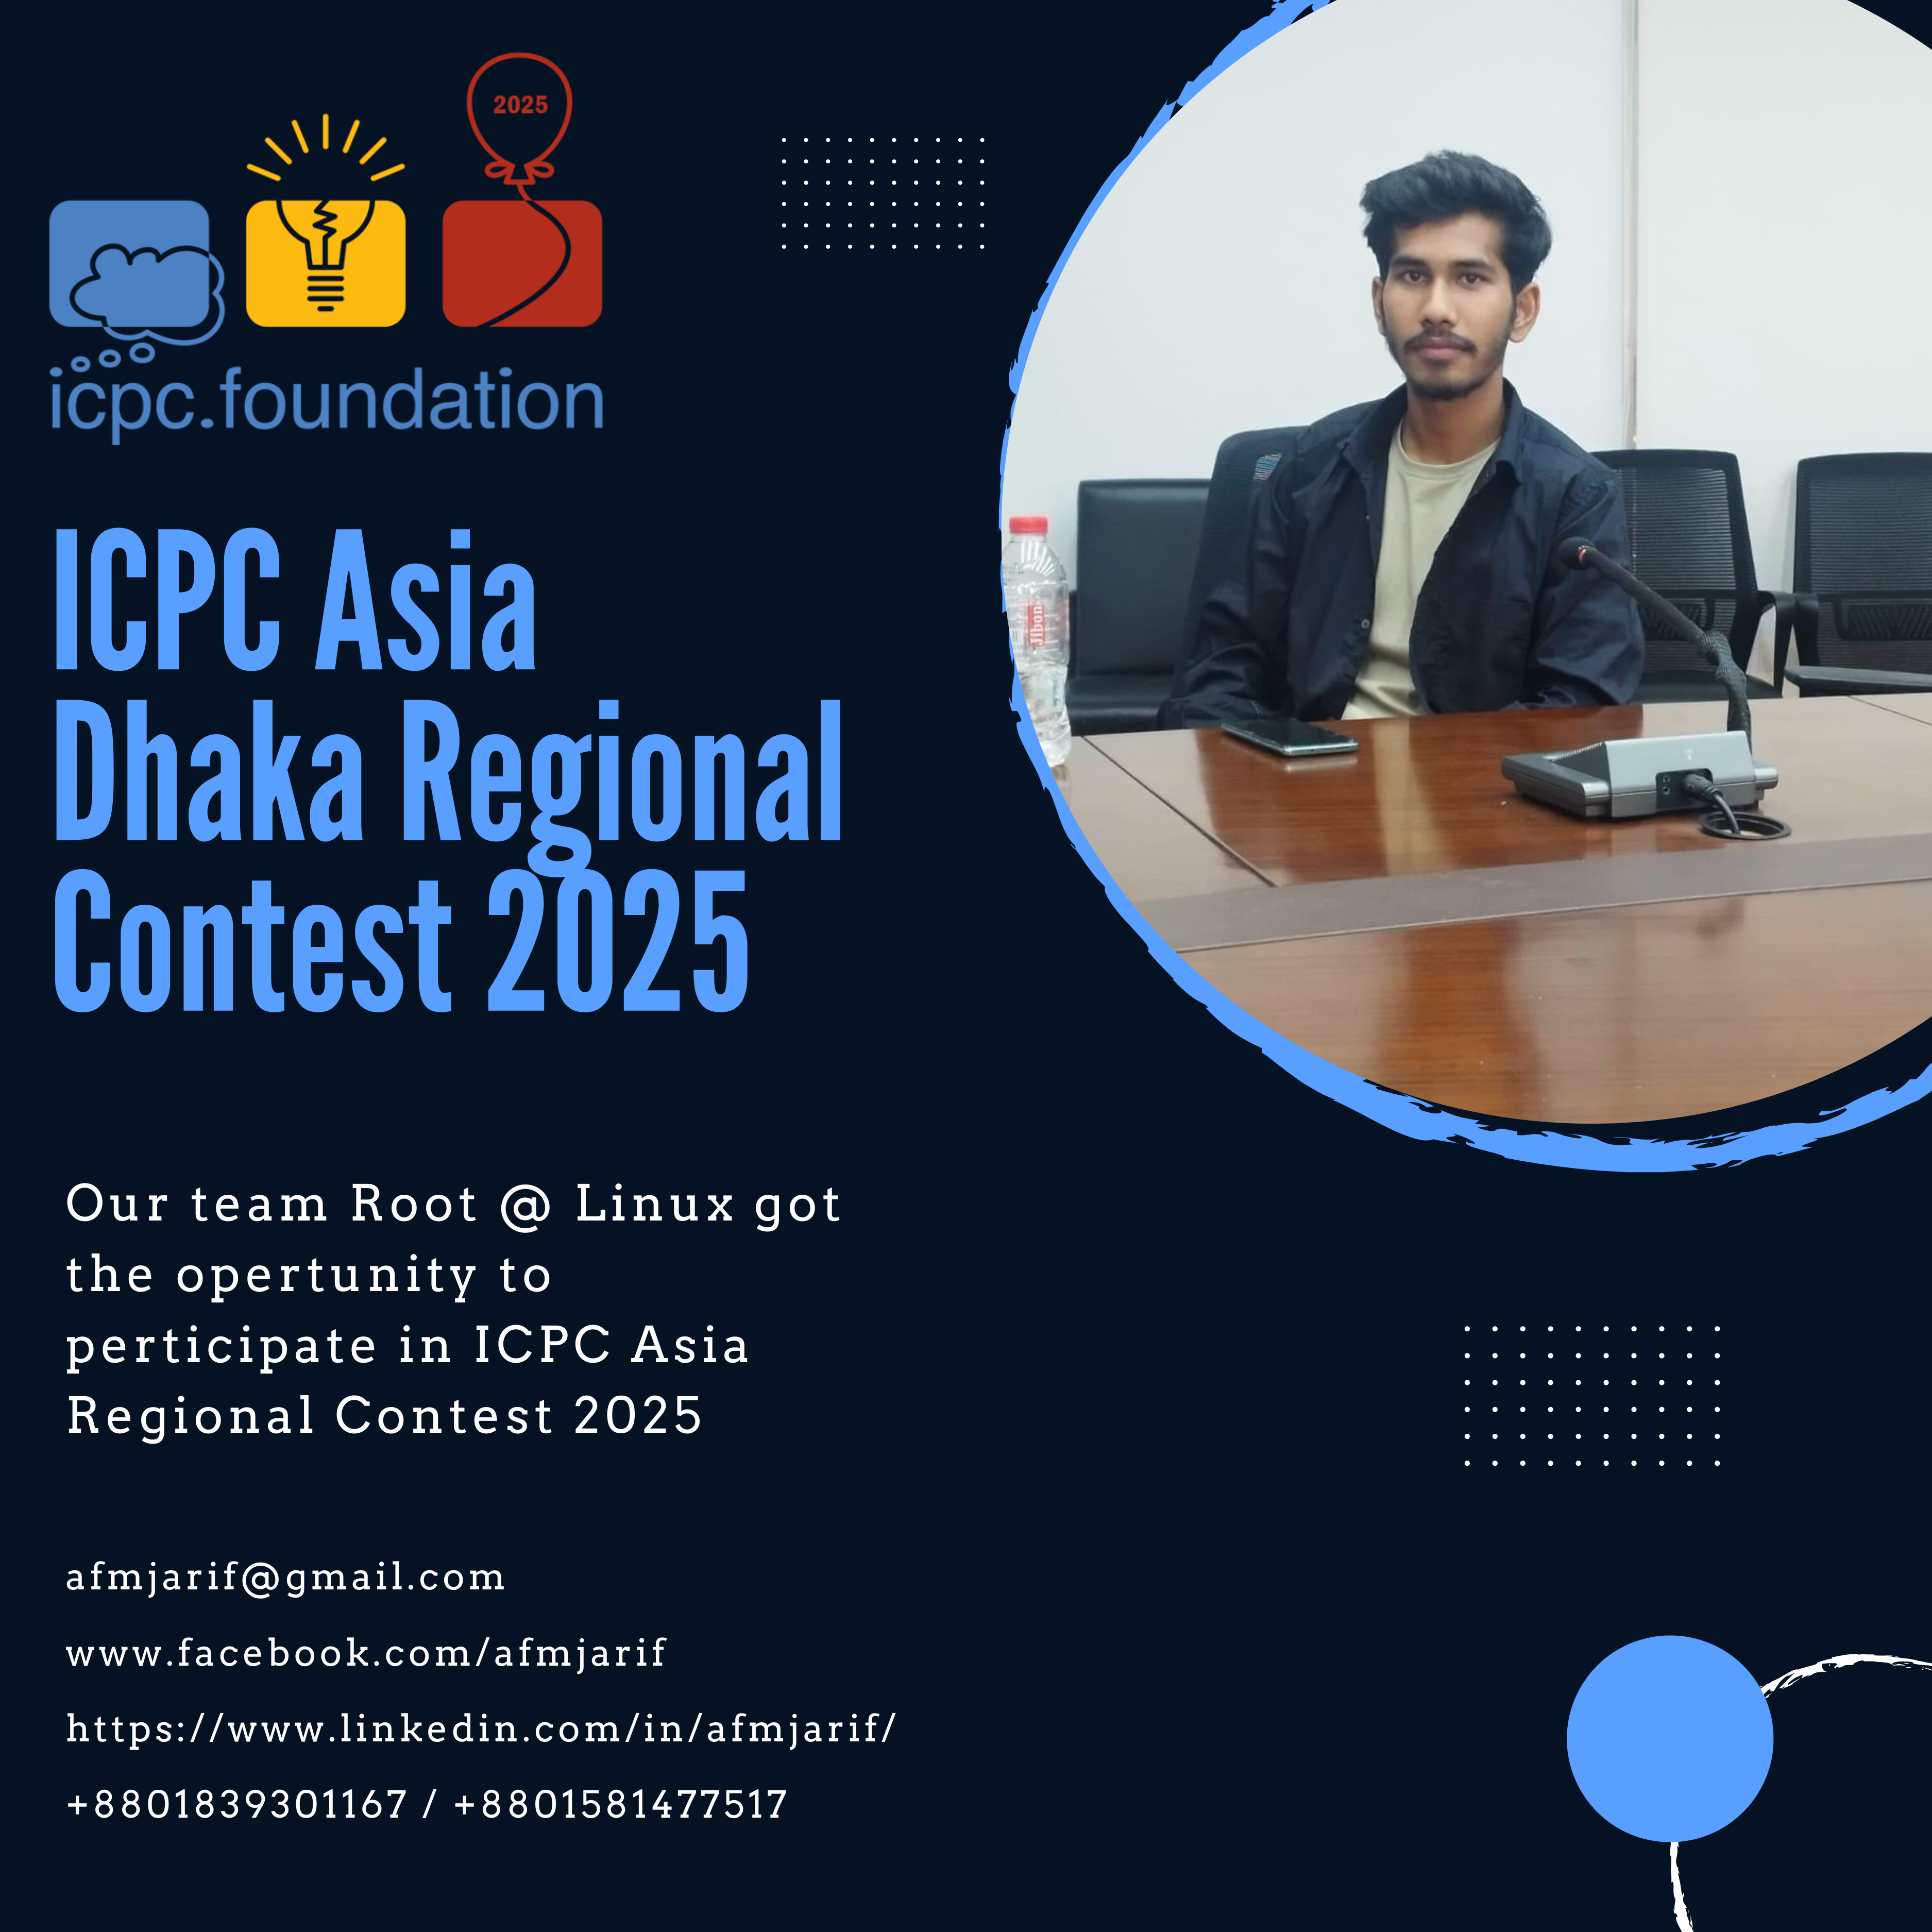 2025
icpc.foundation
ICPC Asia
Dhaka Regional
Contest 2025
Jibon
Our team Root @ Linux got
the opertunity to
perticipate in ICPC Asia
Regional Contest 2025
afmjarif@gmail.com
www.facebook.com/afmjarif
https://www.linkedin.com/in/afmjarif/
+8801839301167 / +8801581477517